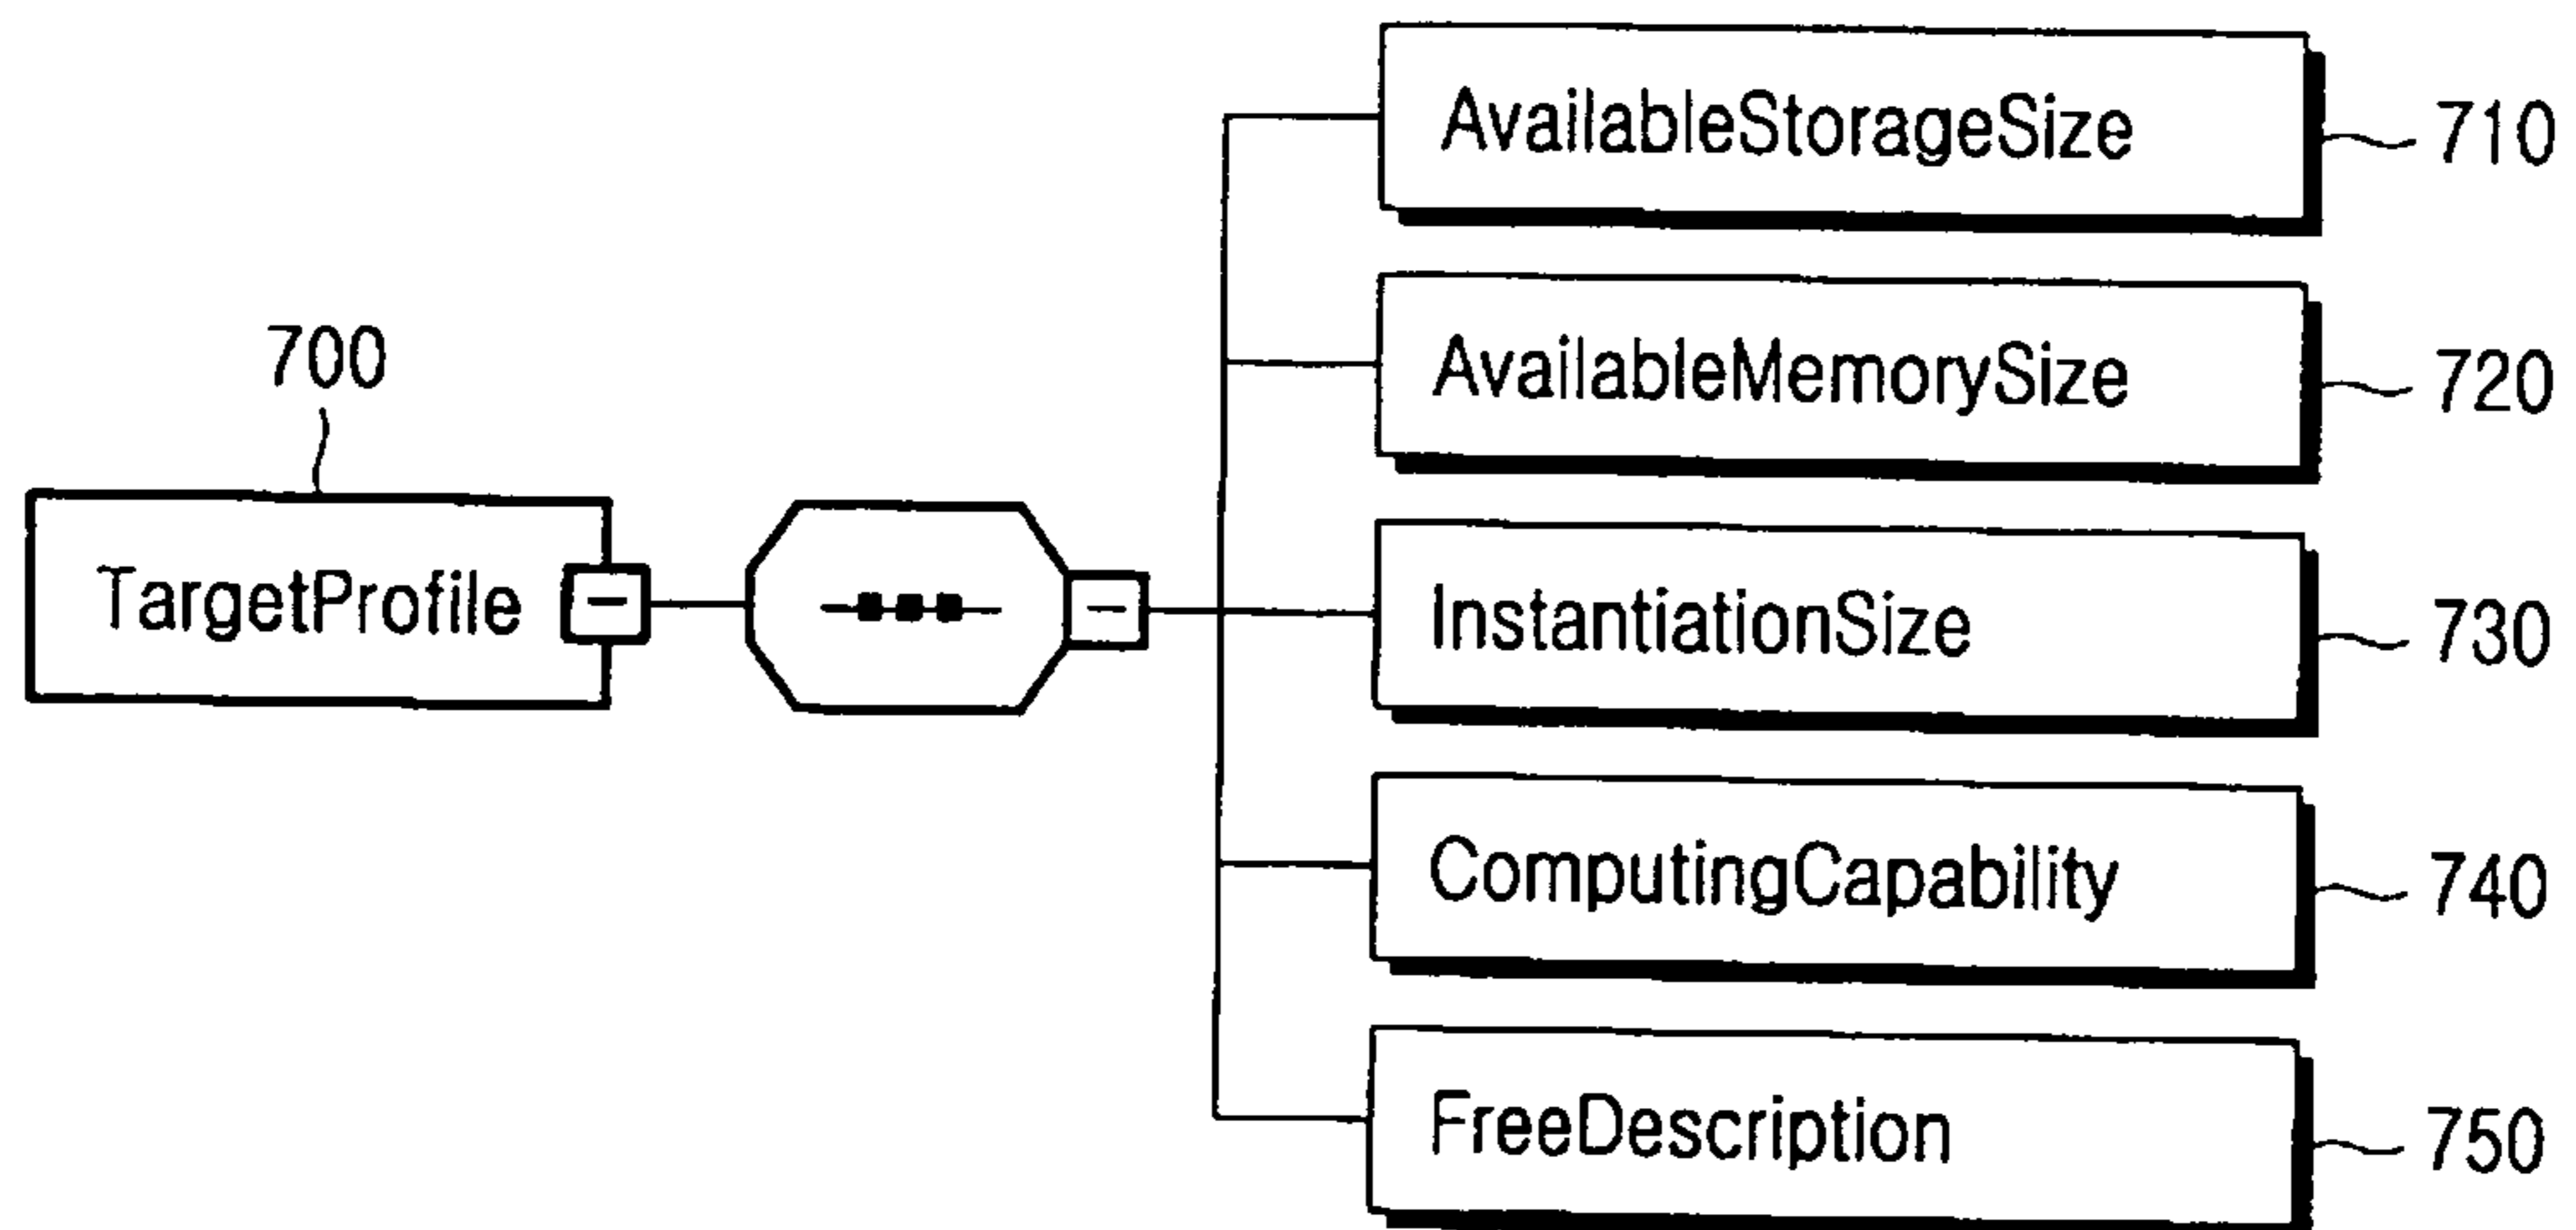 AvailableStorageSize 710
AvailableMemorySize 720
700
TargetProfile
InstantiationSize 730
ComputingCapability 740
FreeDescription 750